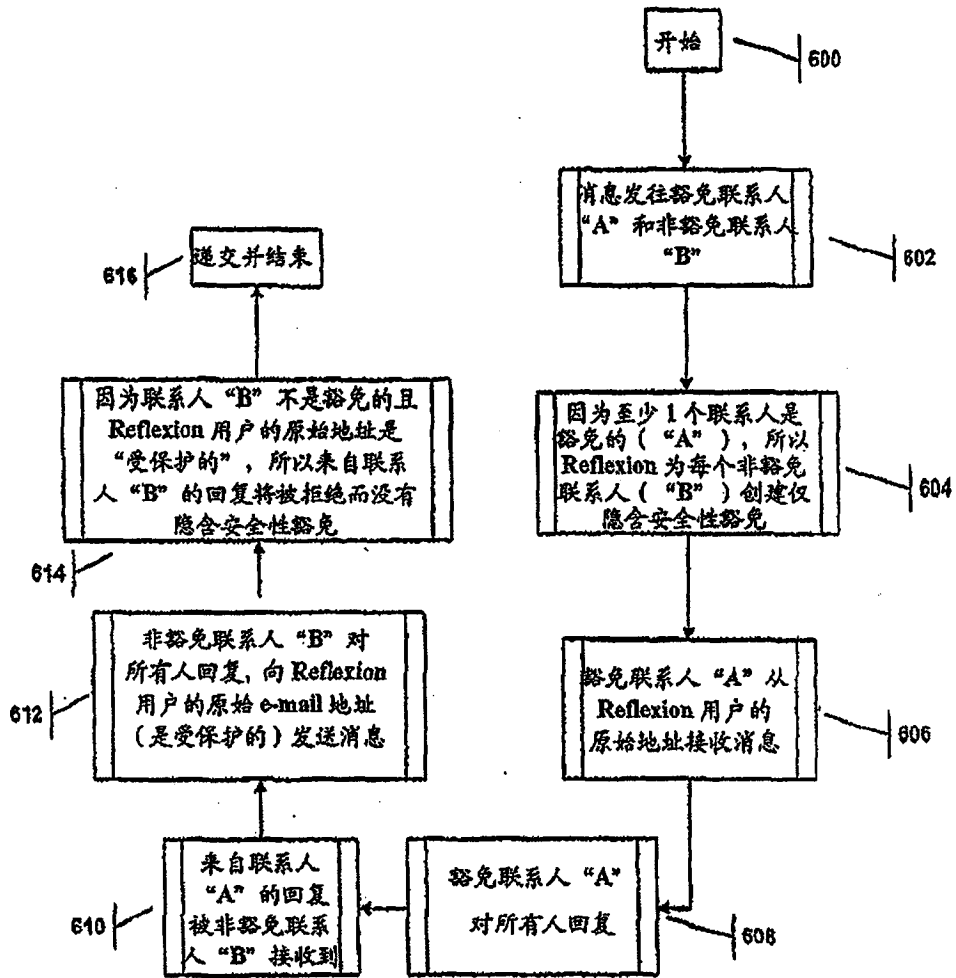 开始
600
消息发往豁免联系人
“A” 和非豁免联系人
“B”
602
因为至少 1 个联系人是
豁免的（ “A” ），所以
Reflexion 为每个非豁免
联系人（ “B” ）创建仅
隐含安全性豁免
604
豁免联系人 “A” 从
Reflexion 用户的
原始地址接收消息
606
豁免联系人 “A”
对所有人回复
608
来自联系人
“A” 的回复
被非豁免联系
人 “B” 接收到
610
非豁免联系人 “B” 对
所有人回复, 向 Reflexion
用户的原始 e-mail 地址
（是受保护的）发送消息
612
因为联系人 “B” 不是豁免的且
Reflexion 用户的原始地址是
“受保护的”, 所以来自联系
人 “B” 的回复将被拒绝而没有
隐含安全性豁免
614
递交并结束
616